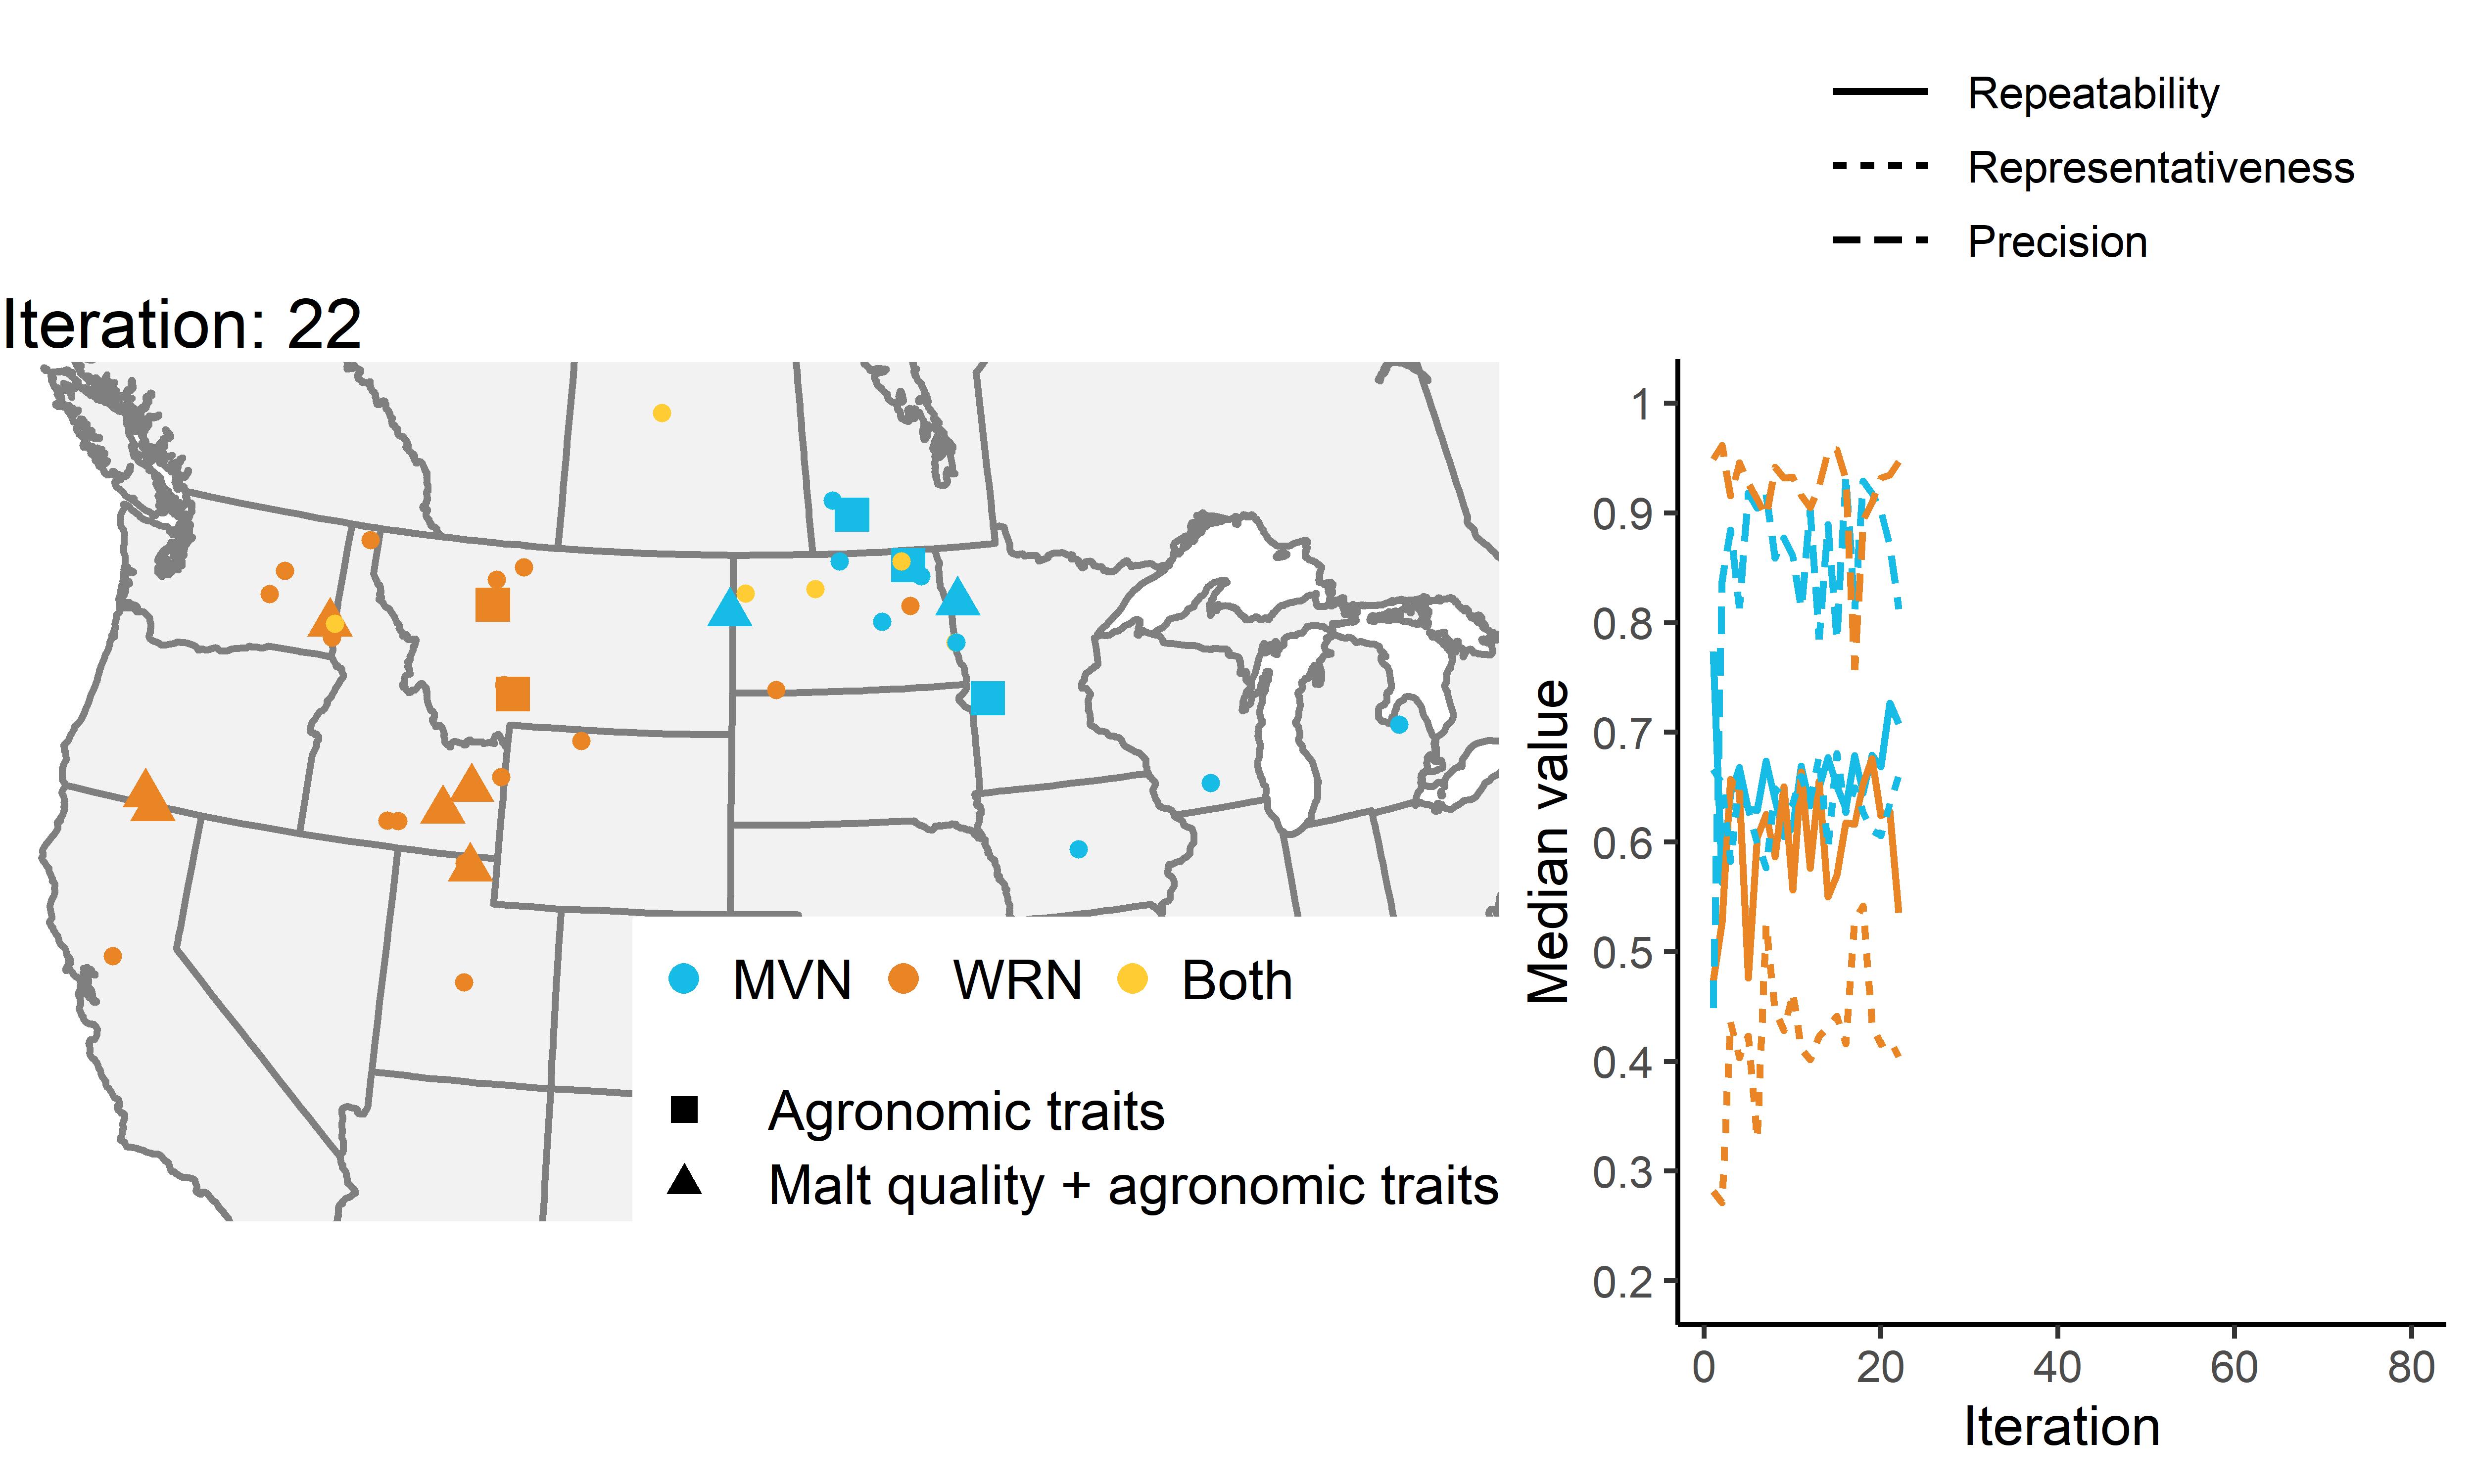 Repeatability
Representativeness
Precision
Iteration: 22
MVN WRN Both
Agronomic traits
Malt quality + agronomic traits
Median value
1
0.9
0.8
0.7
0.6
0.5
0.4
0.3
0.2
0 20 40 60 80
Iteration